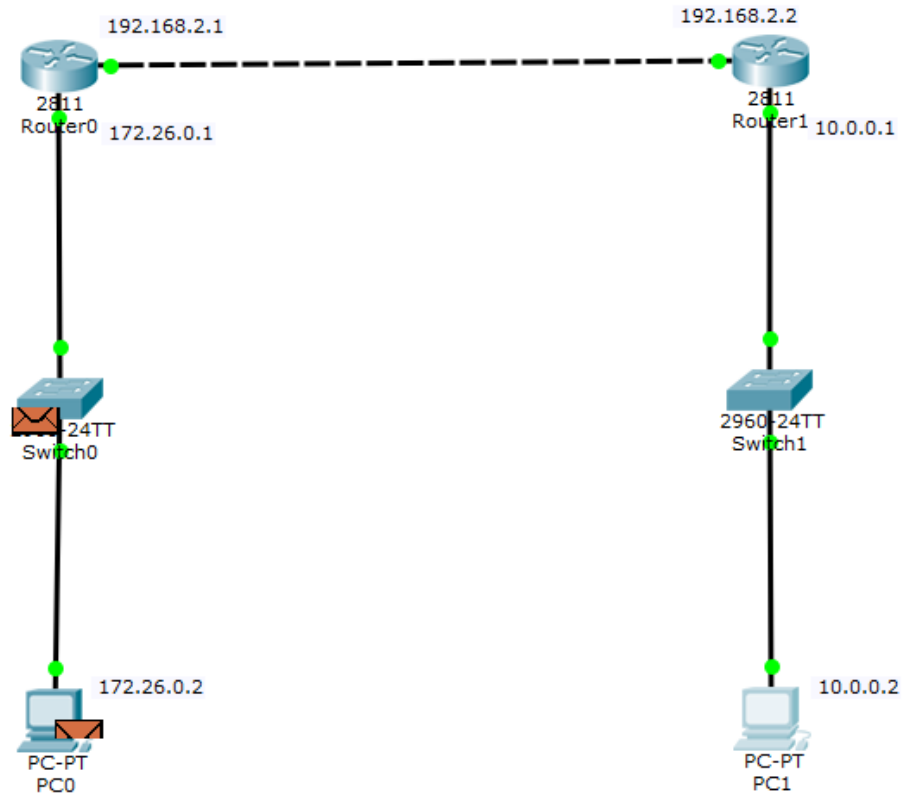 192.168.2.1
192.168.2.2
2811
Router0
172.26.0.1
2811
Router1
10.0.0.1
-24TT
Switch0
2960-24TT
Switch1
172.26.0.2
10.0.0.2
PC-PT
PC0
PC-PT
PC1